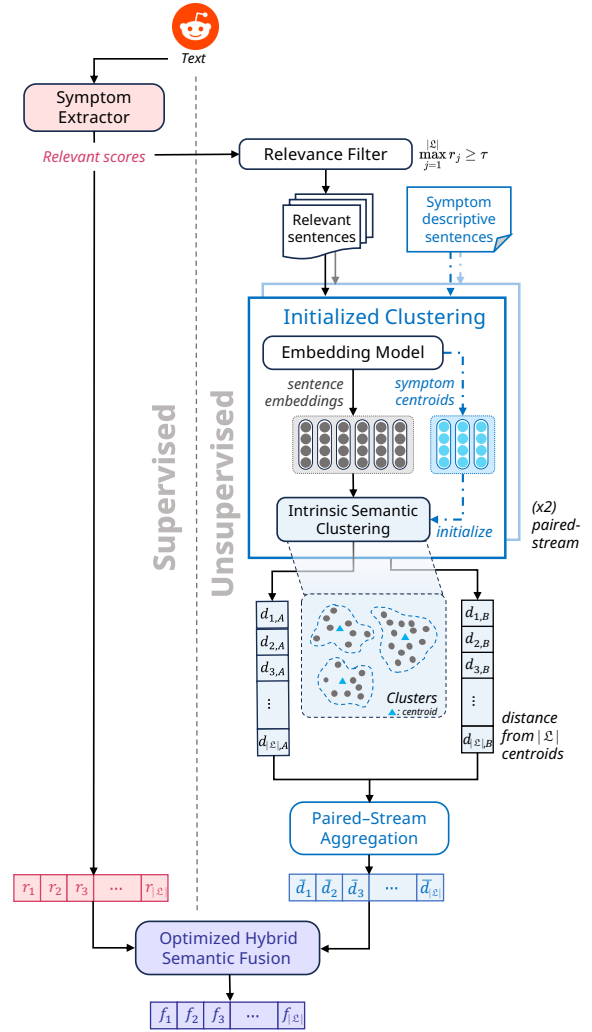 Text
Symptom
Extractor
Relevant scores
Relevance Filter
|𝔏|
max r_j ≥ τ
j=1
Relevant
sentences
Symptom
descriptive
sentences
Initialized Clustering
Embedding Model
sentence
embeddings
symptom
centroids
Supervised
Unsupervised
Intrinsic Semantic
Clustering
initialize
(x2)
paired-
stream
d_{1,A}
d_{2,A}
d_{3,A}
⋮
d_{|𝔏|,A}
Clusters
: centroid
d_{1,B}
d_{2,B}
d_{3,B}
⋮
d_{|𝔏|,B}
distance
from |𝔏|
centroids
Paired–Stream
Aggregation
r_1 r_2 r_3 ... r_{|𝔏|}
d̄_1 d̄_2 d̄_3 ... d̄_{|𝔏|}
Optimized Hybrid
Semantic Fusion
f_1 f_2 f_3 ... f_{|𝔏|}